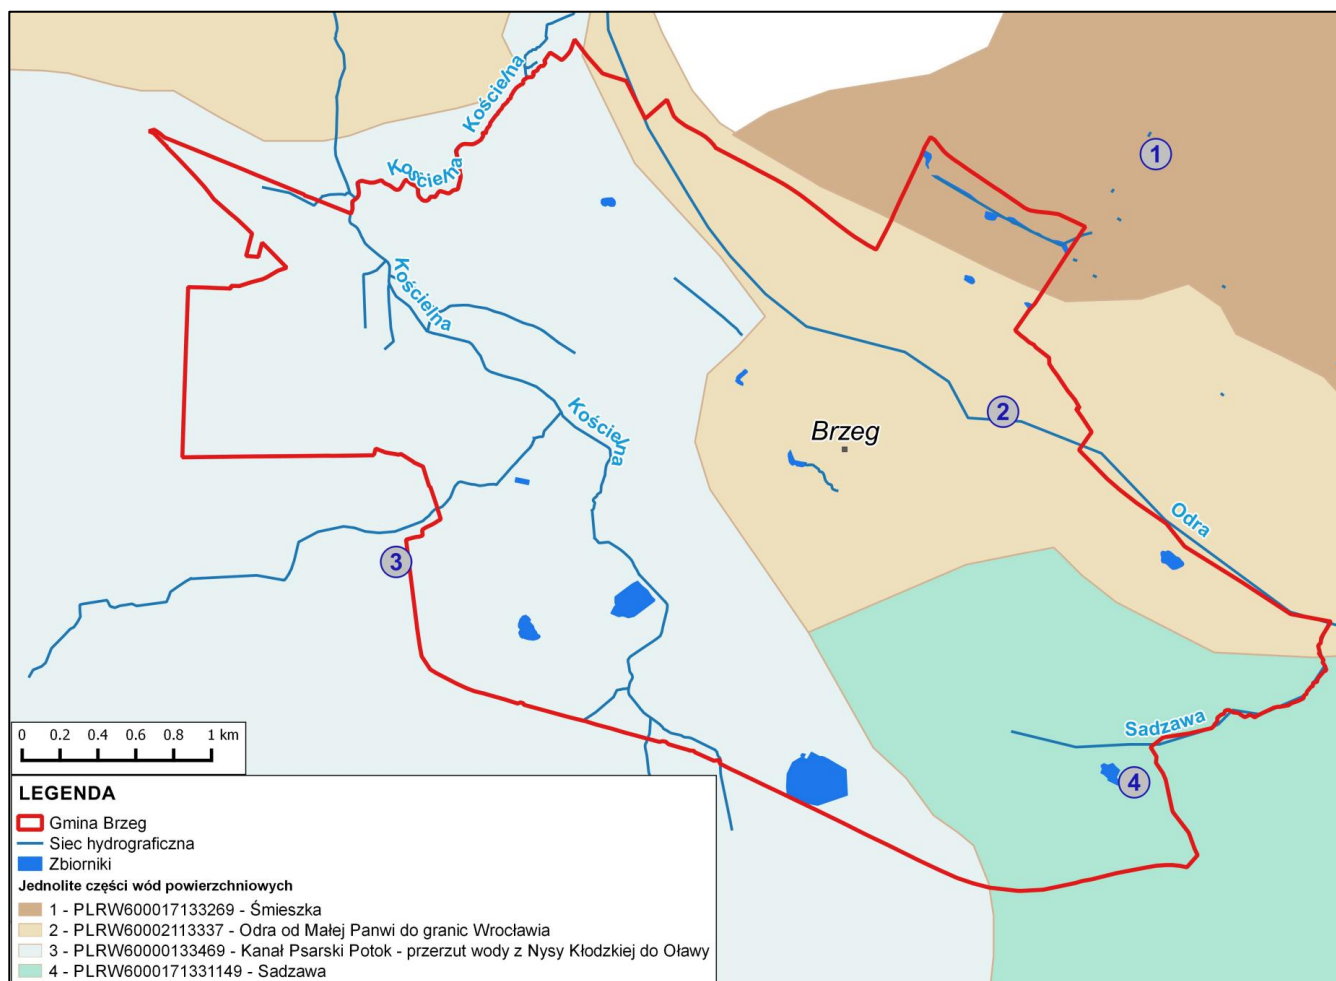 Kościelna
Kościelna
1
Kościelna
Kościelna
2
Brzeg
Odra
3
Sadzawa
4
0 0.2 0.4 0.6 0.8 1 km
LEGENDA
Gmina Brzeg
Siec hydrograficzna
Zbiorniki
Jednolite części wód powierzchniowych
1 - PLRW600017133269 - Śmieszka
2 - PLRW60002113337 - Odra od Małej Panwi do granic Wrocławia
3 - PLRW60000133469 - Kanał Psarski Potok - przerzut wody z Nysy Kłodzkiej do Oławy
4 - PLRW6000171331149 - Sadzawa